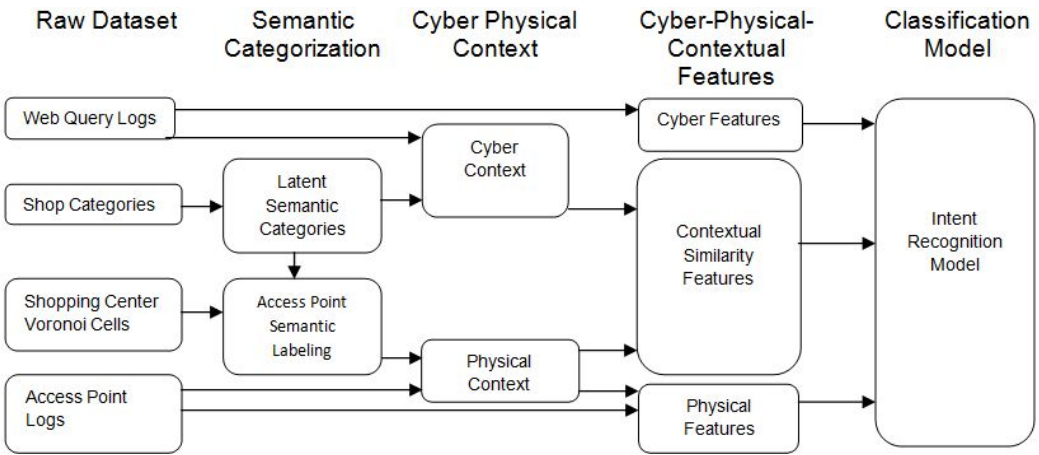 Raw Dataset
Semantic
Categorization
Cyber Physical
Context
Cyber-Physical-
Contextual
Features
Classification
Model
Web Query Logs
Shop Categories
Shopping Center
Voronoi Cells
Access Point
Logs
Latent
Semantic
Categories
Access Point
Semantic
Labeling
Cyber
Context
Physical
Context
Cyber Features
Contextual
Similarity
Features
Physical
Features
Intent
Recognition
Model